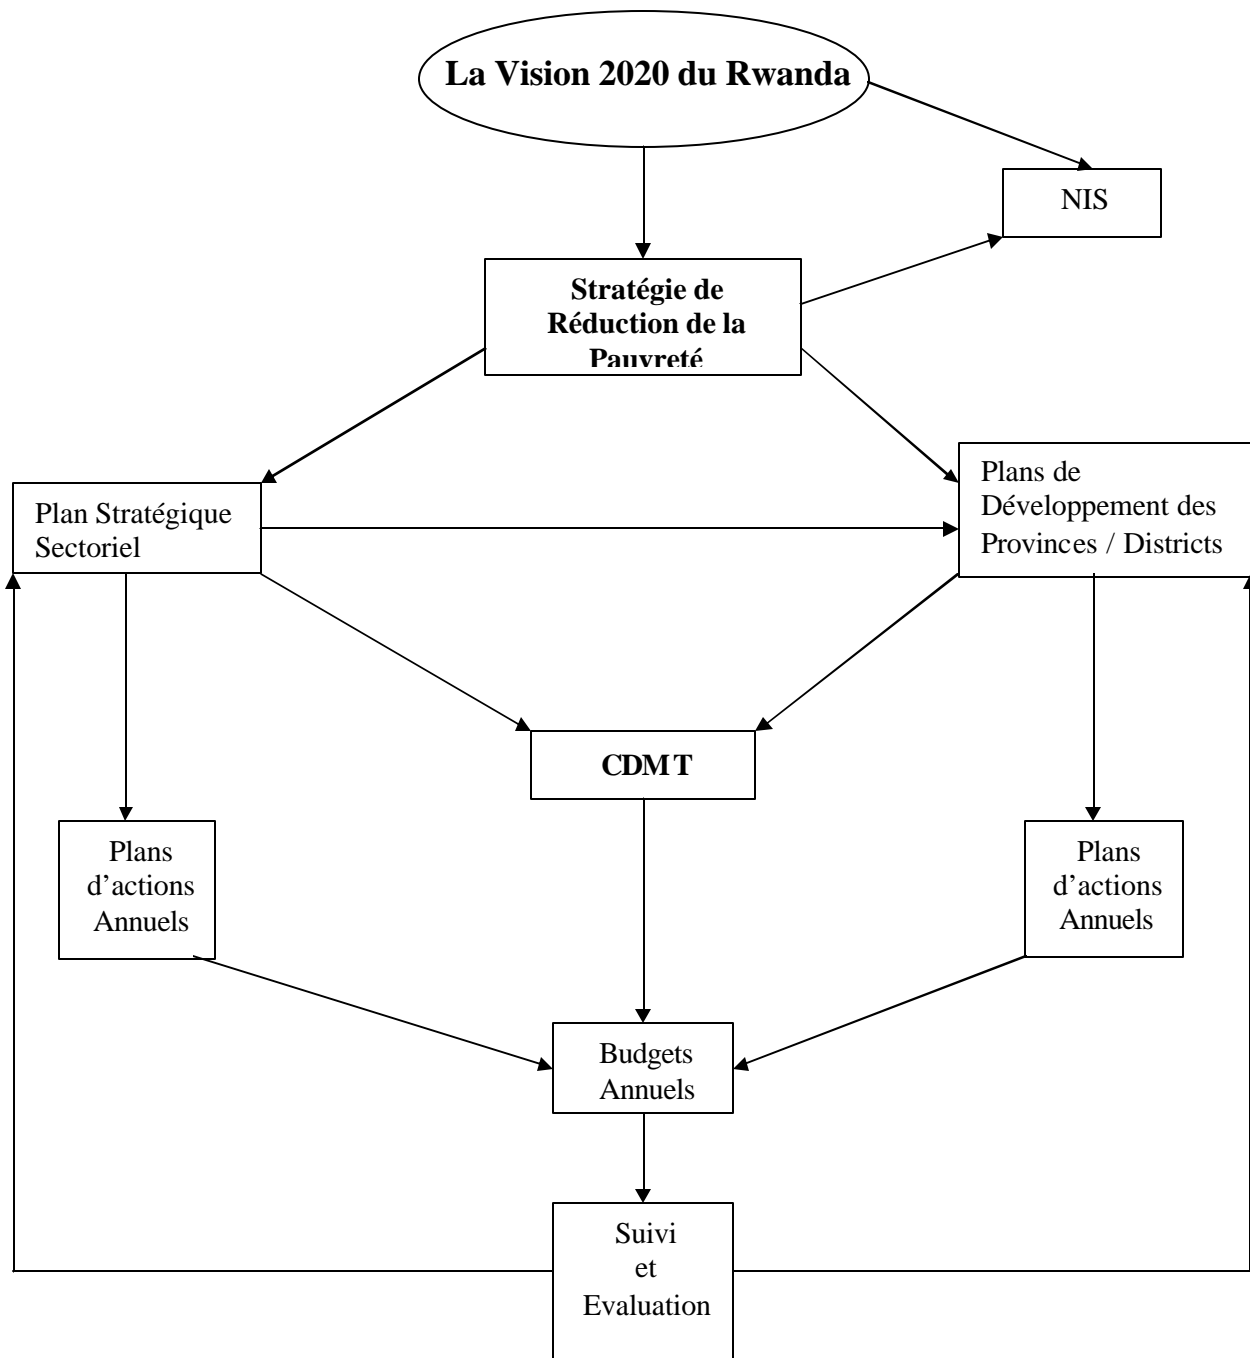 La Vision 2020 du Rwanda
NIS
Stratégie de
Réduction de la
Pauvreté
Plan Stratégique
Sectoriel
Plans de
Développement des
Provinces / Districts
CDMT
Plans
d’actions
Annuels
Plans
d’actions
Annuels
Budgets
Annuels
Suivi
et
Evaluation